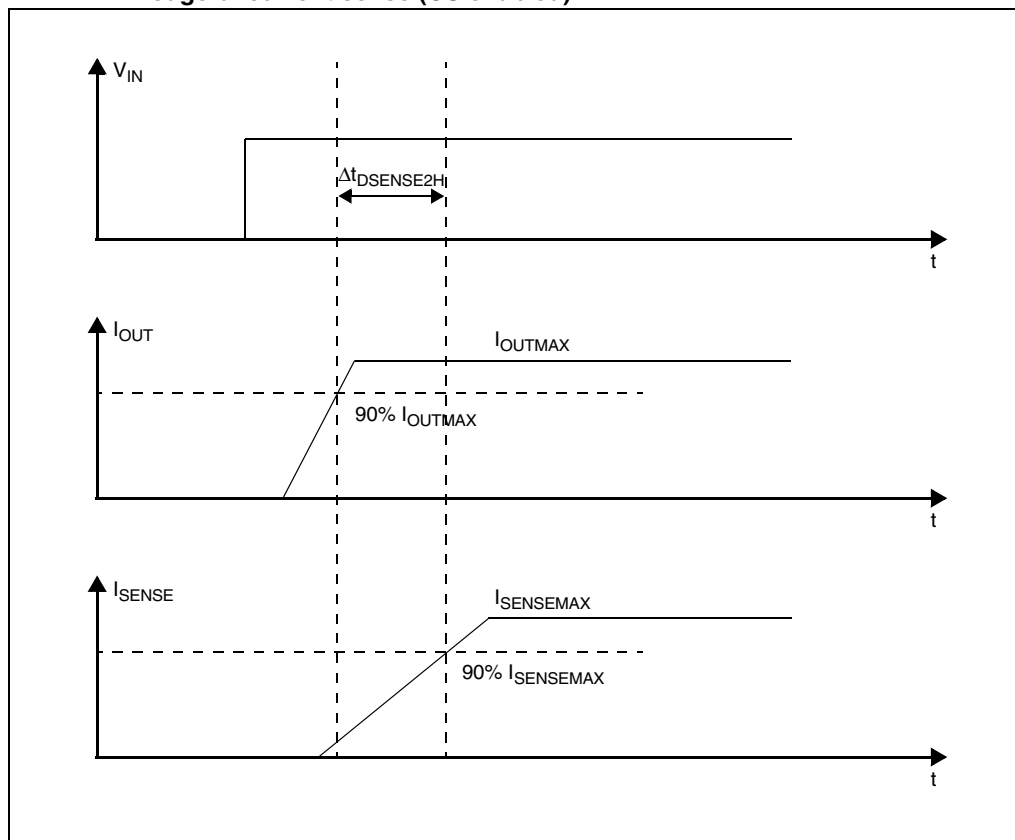 V_IN
Δt_DSENSE2H
t
I_OUT
I_OUTMAX
90% I_OUTMAX
t
I_SENSE
I_SENSEMAX
90% I_SENSEMAX
t